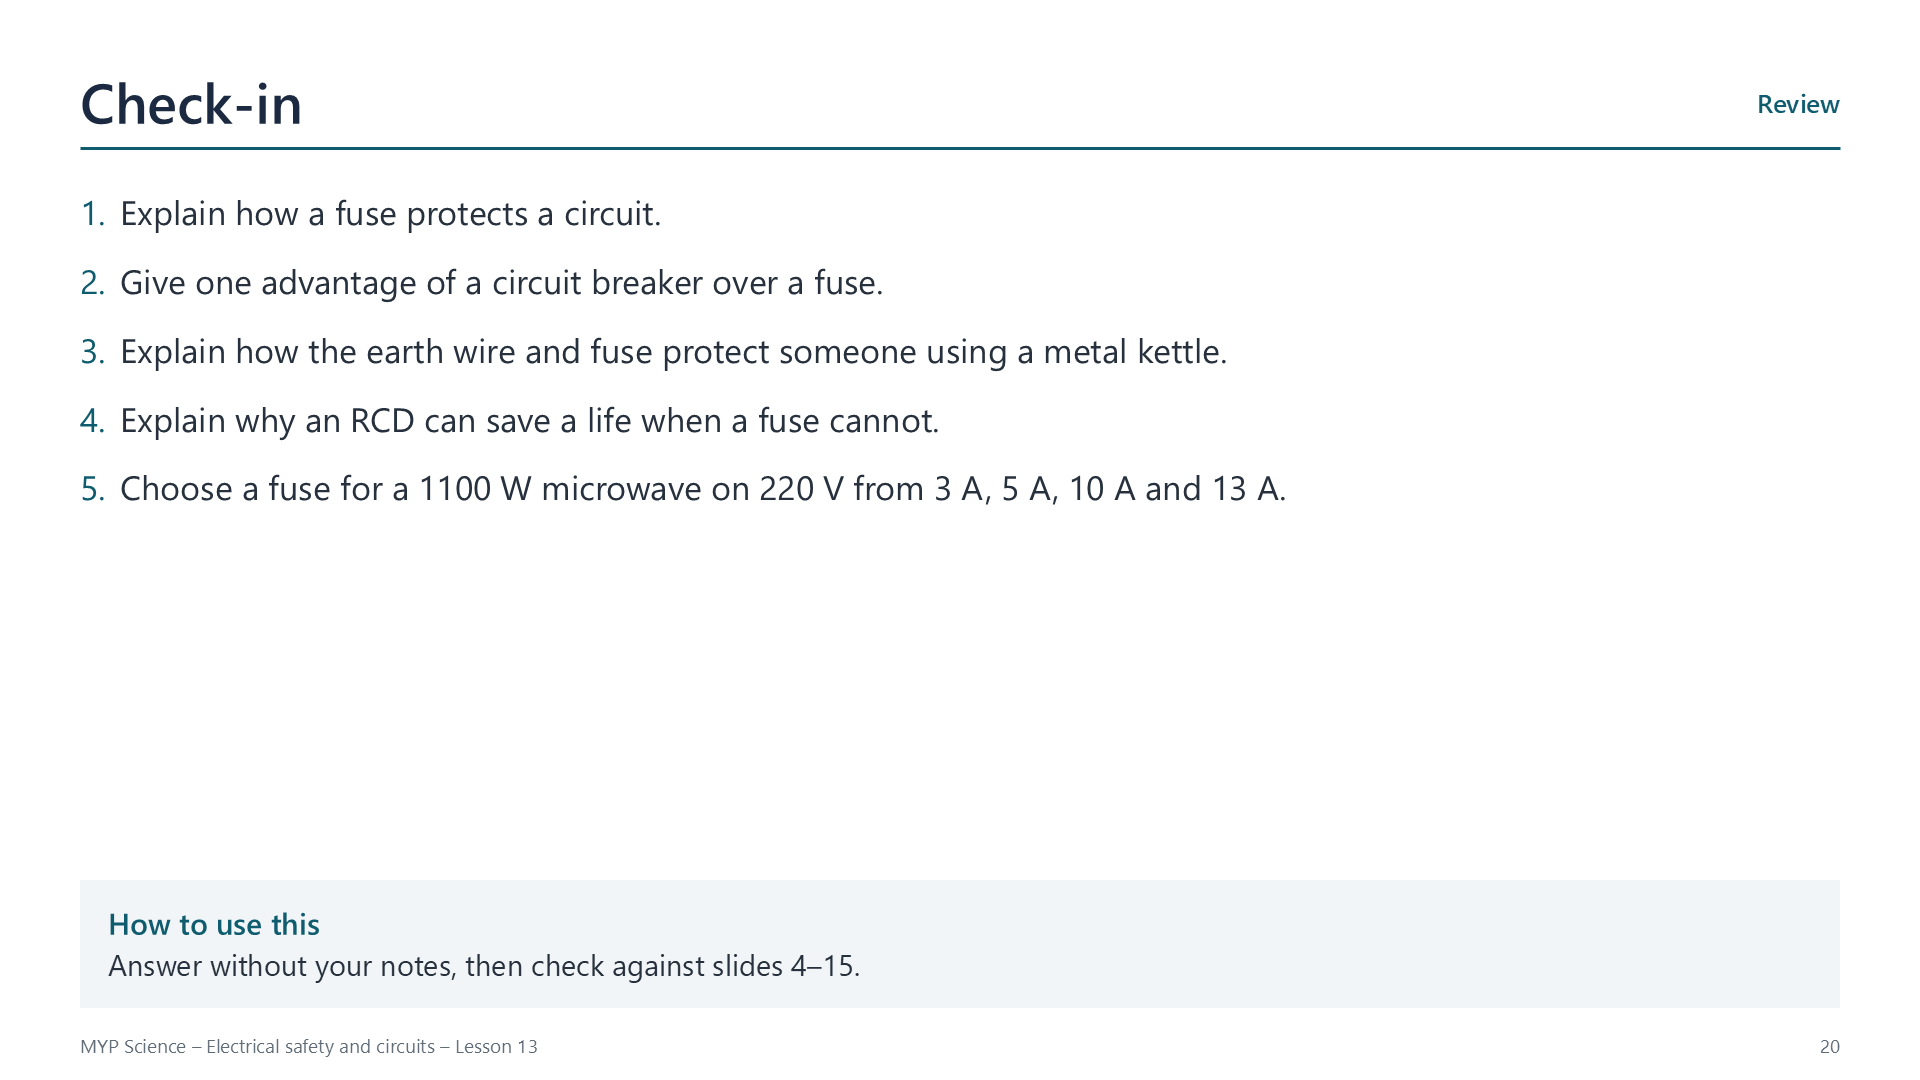 Check-in
Review
1. Explain how a fuse protects a circuit.
2. Give one advantage of a circuit breaker over a fuse.
3. Explain how the earth wire and fuse protect someone using a metal kettle.
4. Explain why an RCD can save a life when a fuse cannot.
5. Choose a fuse for a 1100 W microwave on 220 V from 3 A, 5 A, 10 A and 13 A.
How to use this
Answer without your notes, then check against slides 4–15.
MYP Science – Electrical safety and circuits – Lesson 13
20